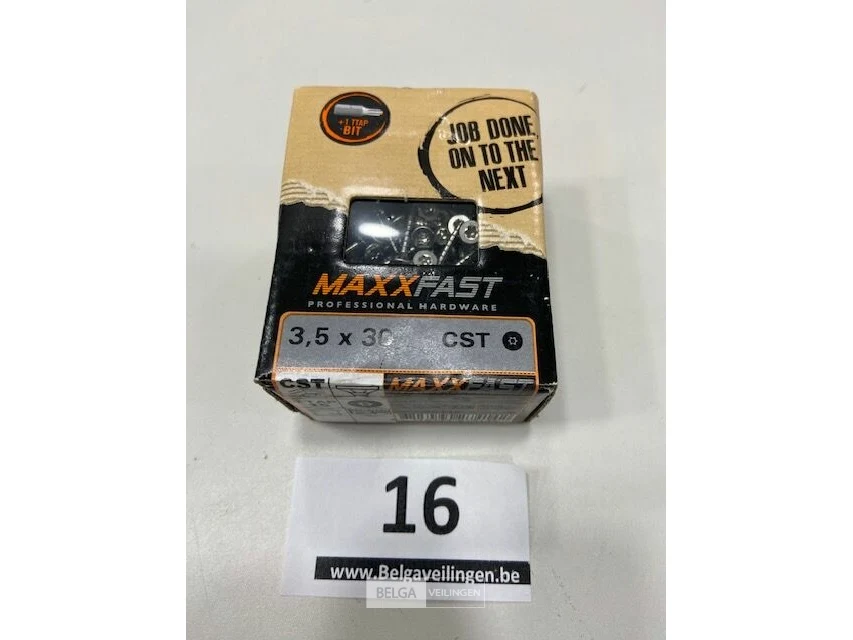 +1 TTAP
BIT
JOB DONE,
ON TO THE
NEXT
MAXXFAST
PROFESSIONAL HARDWARE
3,5 x 30 CST
CST MAXXFAST
16
www.Belgaveilingen.be
BELGA VEILINGEN